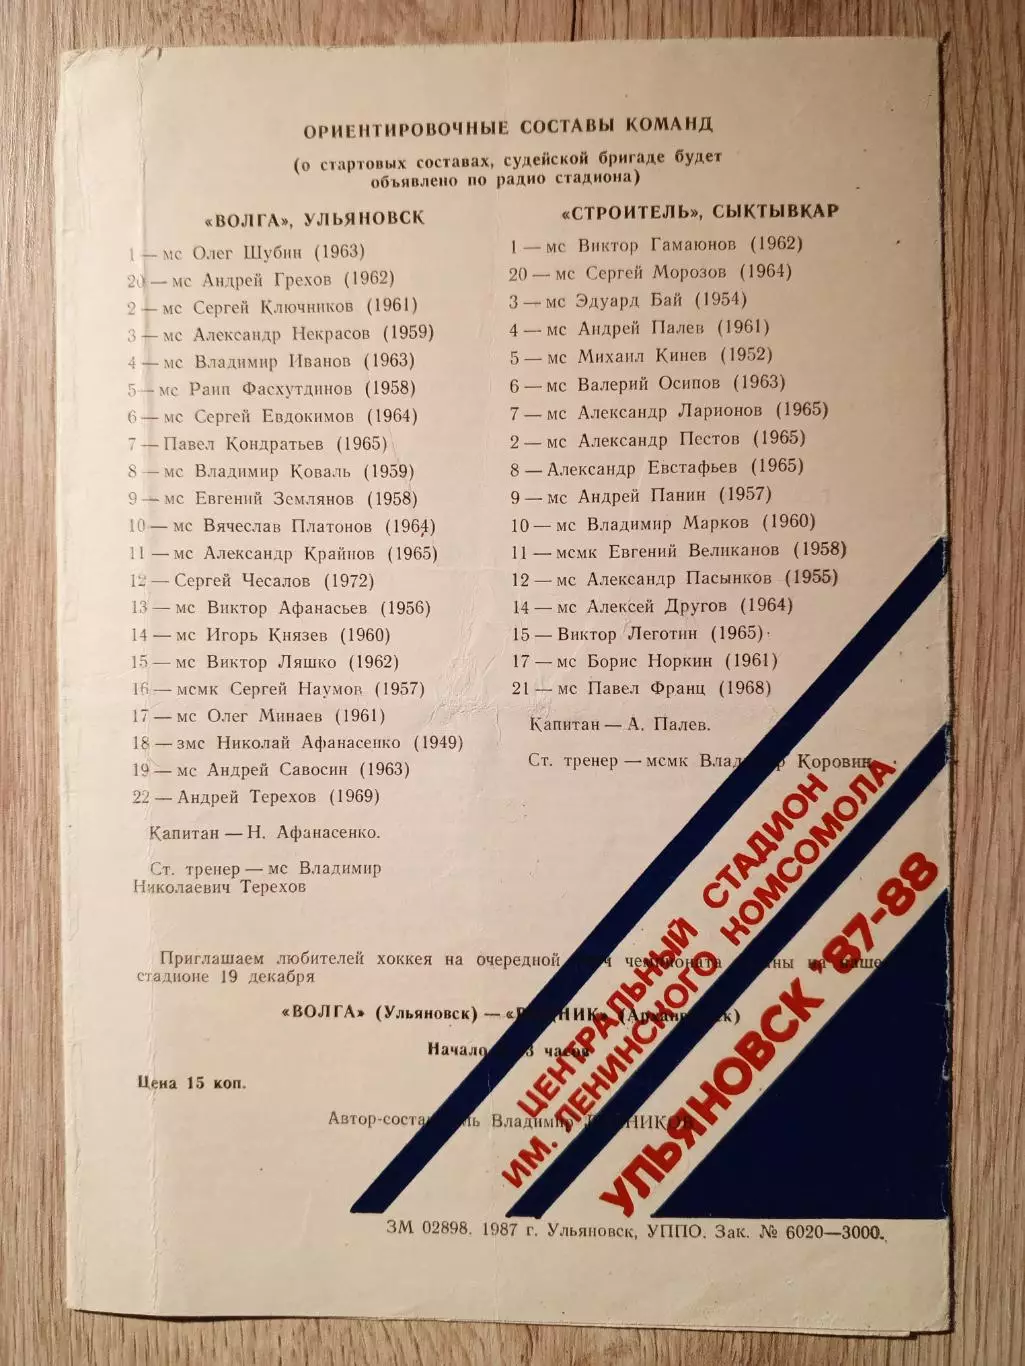 ОРИЕНТИРОВОЧНЫЕ СОСТАВЫ КОМАНД
(о стартовых составах, судейской бригаде будет
объявлено по радио стадиона)
«ВОЛГА», УЛЬЯНОВСК
1 — мс Олег Шубин (1963)
20 — мс Андрей Грехов (1962)
2 — мс Сергей Ключников (1961)
3 — мс Александр Некрасов (1959)
4 — мс Владимир Иванов (1963)
5 — мс Раип Фасхутдинов (1958)
6 — мс Сергей Евдокимов (1964)
7 — Павел Кондратьев (1965)
8 — мс Владимир Коваль (1959)
9 — мс Евгений Землянов (1958)
10 — мс Вячеслав Платонов (1964)
11 — мс Александр Крайнов (1965)
12 — Сергей Чесалов (1972)
13 — мс Виктор Афанасьев (1956)
14 — мс Игорь Князев (1960)
15 — мс Виктор Ляшко (1962)
16 — мсмк Сергей Наумов (1957)
17 — мс Олег Минаев (1961)
18 — змс Николай Афанасенко (1949)
19 — мс Андрей Савосин (1963)
22 — Андрей Терехов (1969)
Капитан — Н. Афанасенко.
Ст. тренер — мс Владимир
Николаевич Терехов
«СТРОИТЕЛЬ», СЫКТЫВКАР
1 — мс Виктор Гамаюнов (1962)
20 — мс Сергей Морозов (1964)
3 — мс Эдуард Бай (1954)
4 — мс Андрей Палев (1961)
5 — мс Михаил Кинев (1952)
6 — мс Валерий Осипов (1963)
7 — мс Александр Ларионов (1965)
2 — мс Александр Пестов (1965)
8 — Александр Евстафьев (1965)
9 — мс Андрей Панин (1957)
10 — мс Владимир Марков (1960)
11 — мсмк Евгений Великанов (1958)
12 — мс Александр Пасынков (1955)
14 — мс Алексей Другов (1964)
15 — Виктор Леготин (1965)
17 — мс Борис Норкин (1961)
21 — мс Павел Франц (1968)
Капитан — А. Палев.
Ст. тренер — мсмк Владимир Коровин
Приглашаем любителей хоккея на очередной матч чемпионата на наше
стадионе 19 декабря
«ВОЛГА» (Ульяновск) — «ВОДНИК» (Архангельск)
Начало в часов
Цена 15 коп.
Автор-составитель Владимир
ЦЕНТРАЛЬНЫЙ СТАДИОН
ИМ. ЛЕНИНСКОГО КОМСОМОЛА
УЛЬЯНОВСК '87-88
ЗМ 02898. 1987 г. Ульяновск, УППО. Зак. № 6020—3000.